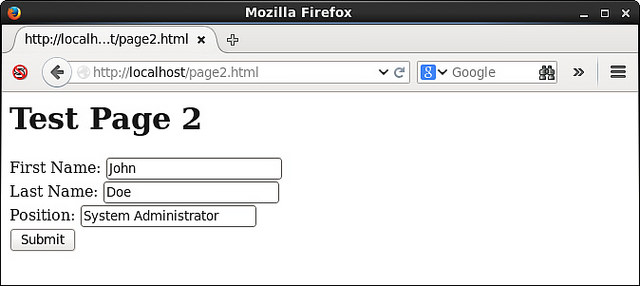 Mozilla Firefox
http://localh...t/page2.html
http://localhost/page2.html
Google
Test Page 2
First Name: John
Last Name: Doe
Position: System Administrator
Submit